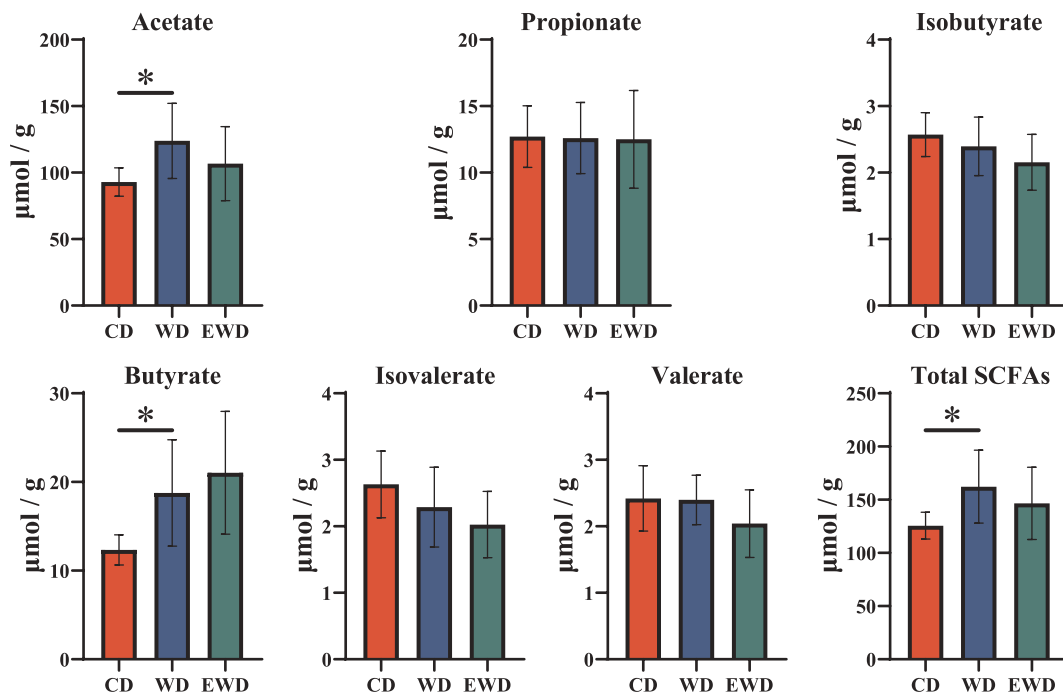 Acetate
µmol / g
200
150
100
50
0
*
CD WD EWD
Propionate
µmol / g
20
15
10
5
0
CD WD EWD
Isobutyrate
µmol / g
4
3
2
1
0
CD WD EWD
Butyrate
µmol / g
30
20
10
0
*
CD WD EWD
Isovalerate
µmol / g
4
3
2
1
0
CD WD EWD
Valerate
µmol / g
4
3
2
1
0
CD WD EWD
Total SCFAs
µmol / g
250
200
150
100
50
0
*
CD WD EWD